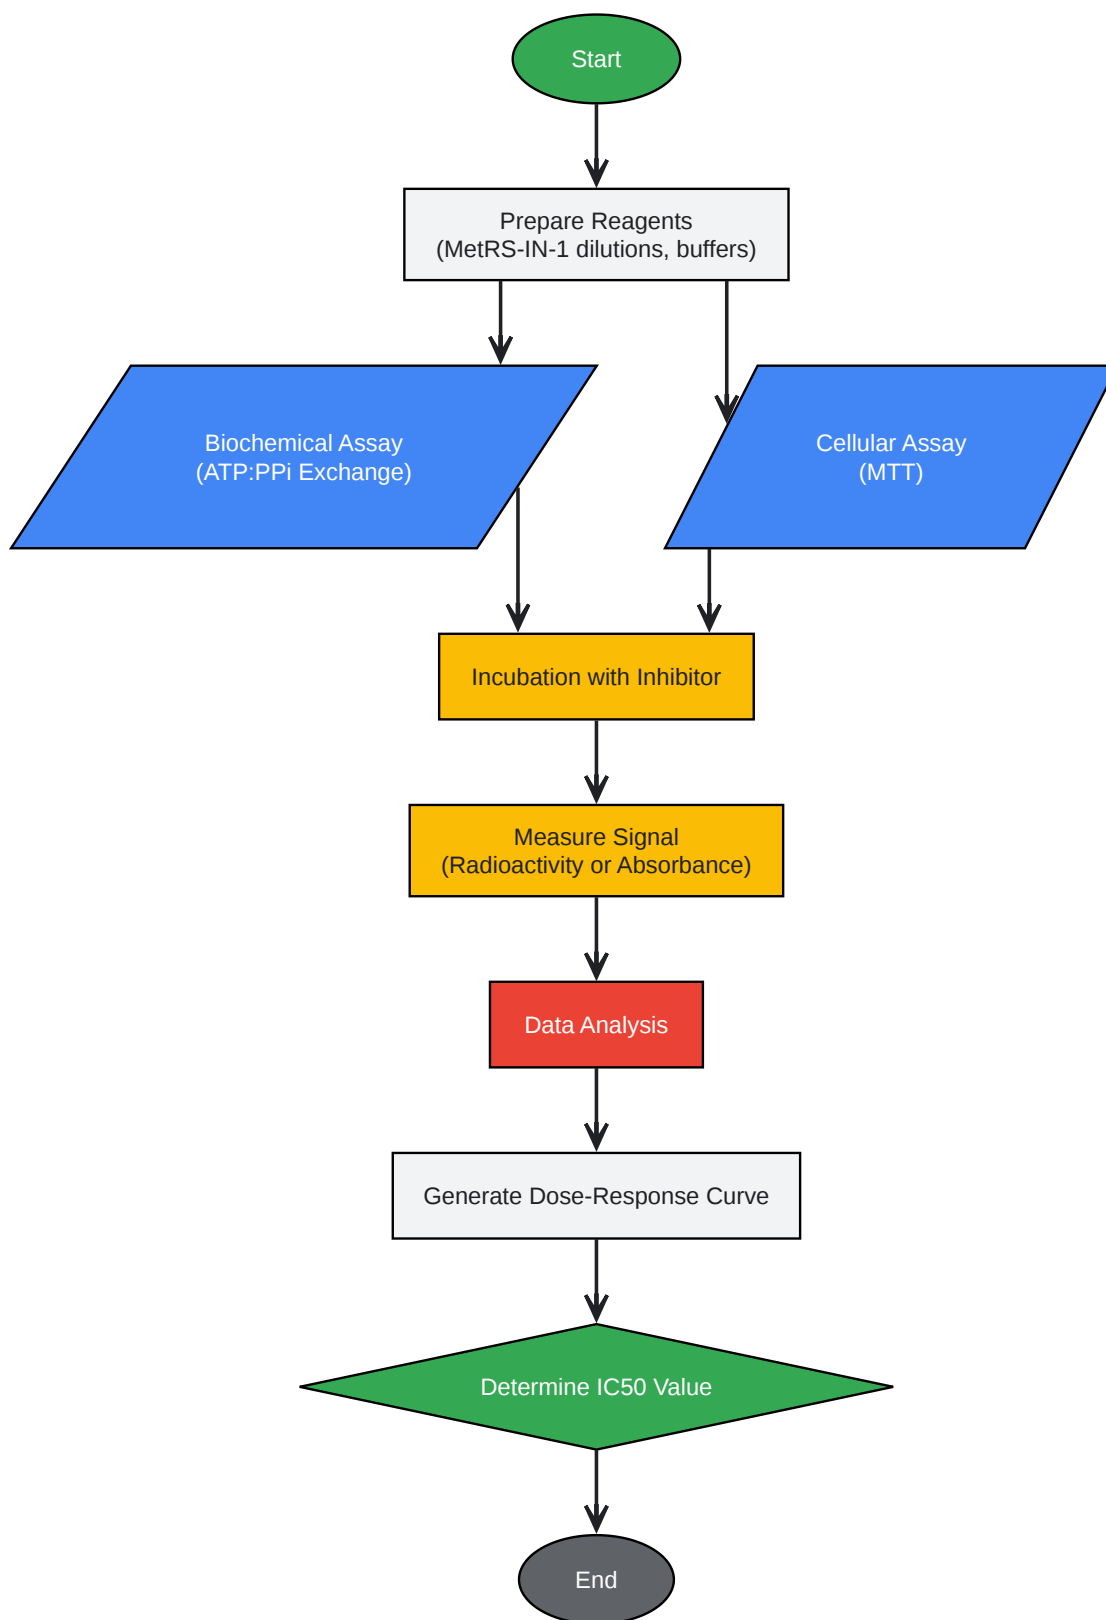 Start
Prepare Reagents
(MetRS-IN-1 dilutions, buffers)
Biochemical Assay
(ATP:PPi Exchange)
Cellular Assay
(MTT)
Incubation with Inhibitor
Measure Signal
(Radioactivity or Absorbance)
Data Analysis
Generate Dose-Response Curve
Determine IC50 Value
End